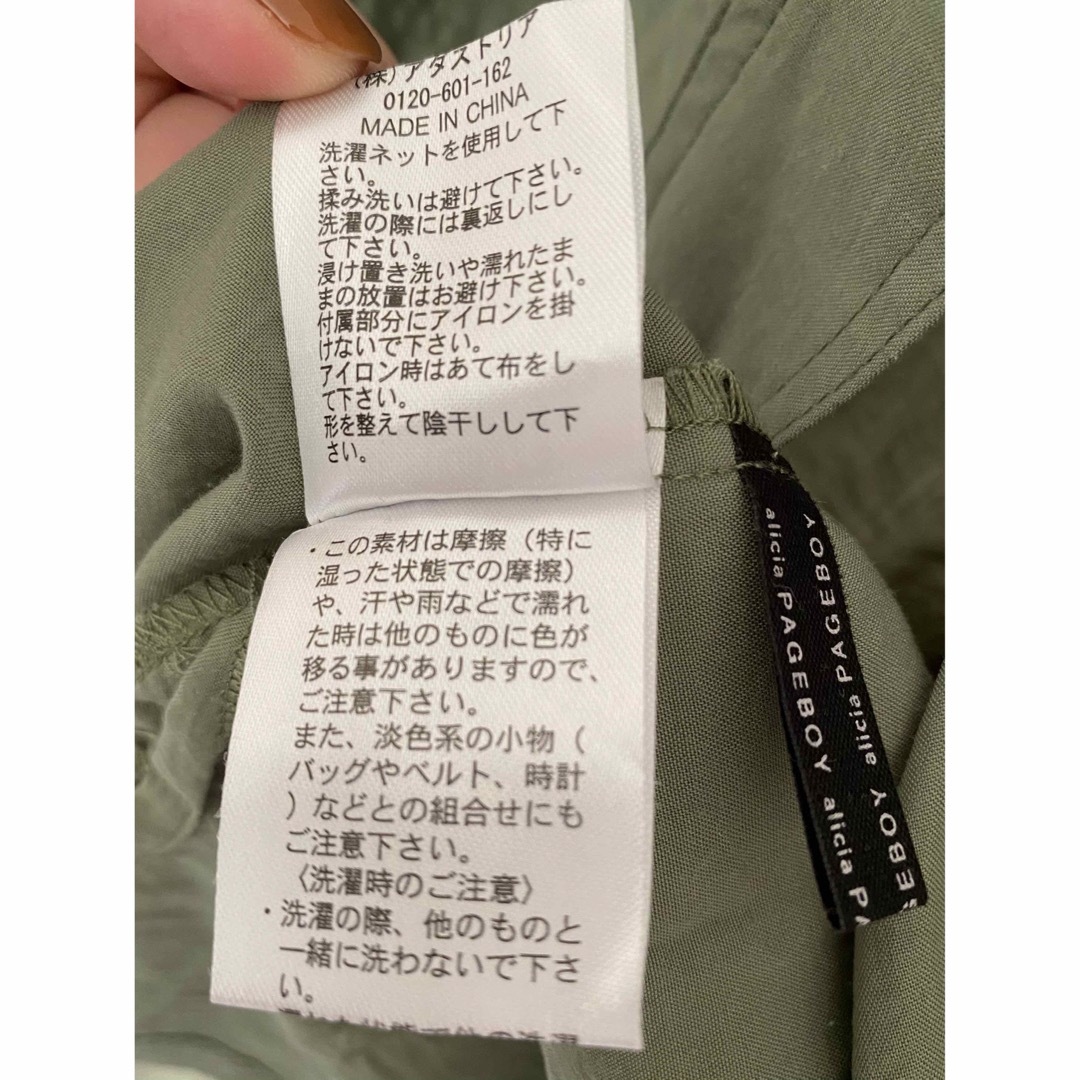 (株)アダストリア
0120-601-162
MADE IN CHINA
洗濯ネットを使用して下
さい。
揉み洗いは避けて下さい。
洗濯の際には裏返しにし
て下さい。
浸け置き洗いや濡れたま
まの放置はお避け下さい。
付属部分にアイロンを掛
けないで下さい。
アイロン時はあて布をし
て下さい。
形を整えて陰干しして下
さい。
・この素材は摩擦（特に
湿った状態での摩擦）
や、汗や雨などで濡れ
た時は他のものに色が
移る事がありますので、
ご注意下さい。
また、淡色系の小物（
バッグやベルト、時計
）などとの組合せにも
ご注意下さい。
〈洗濯時のご注意〉
・洗濯の際、他のものと
一緒に洗わないで下さ
い。
alicia PAGEBOY alicia PA
alicia PAGEBOY
GEBOY